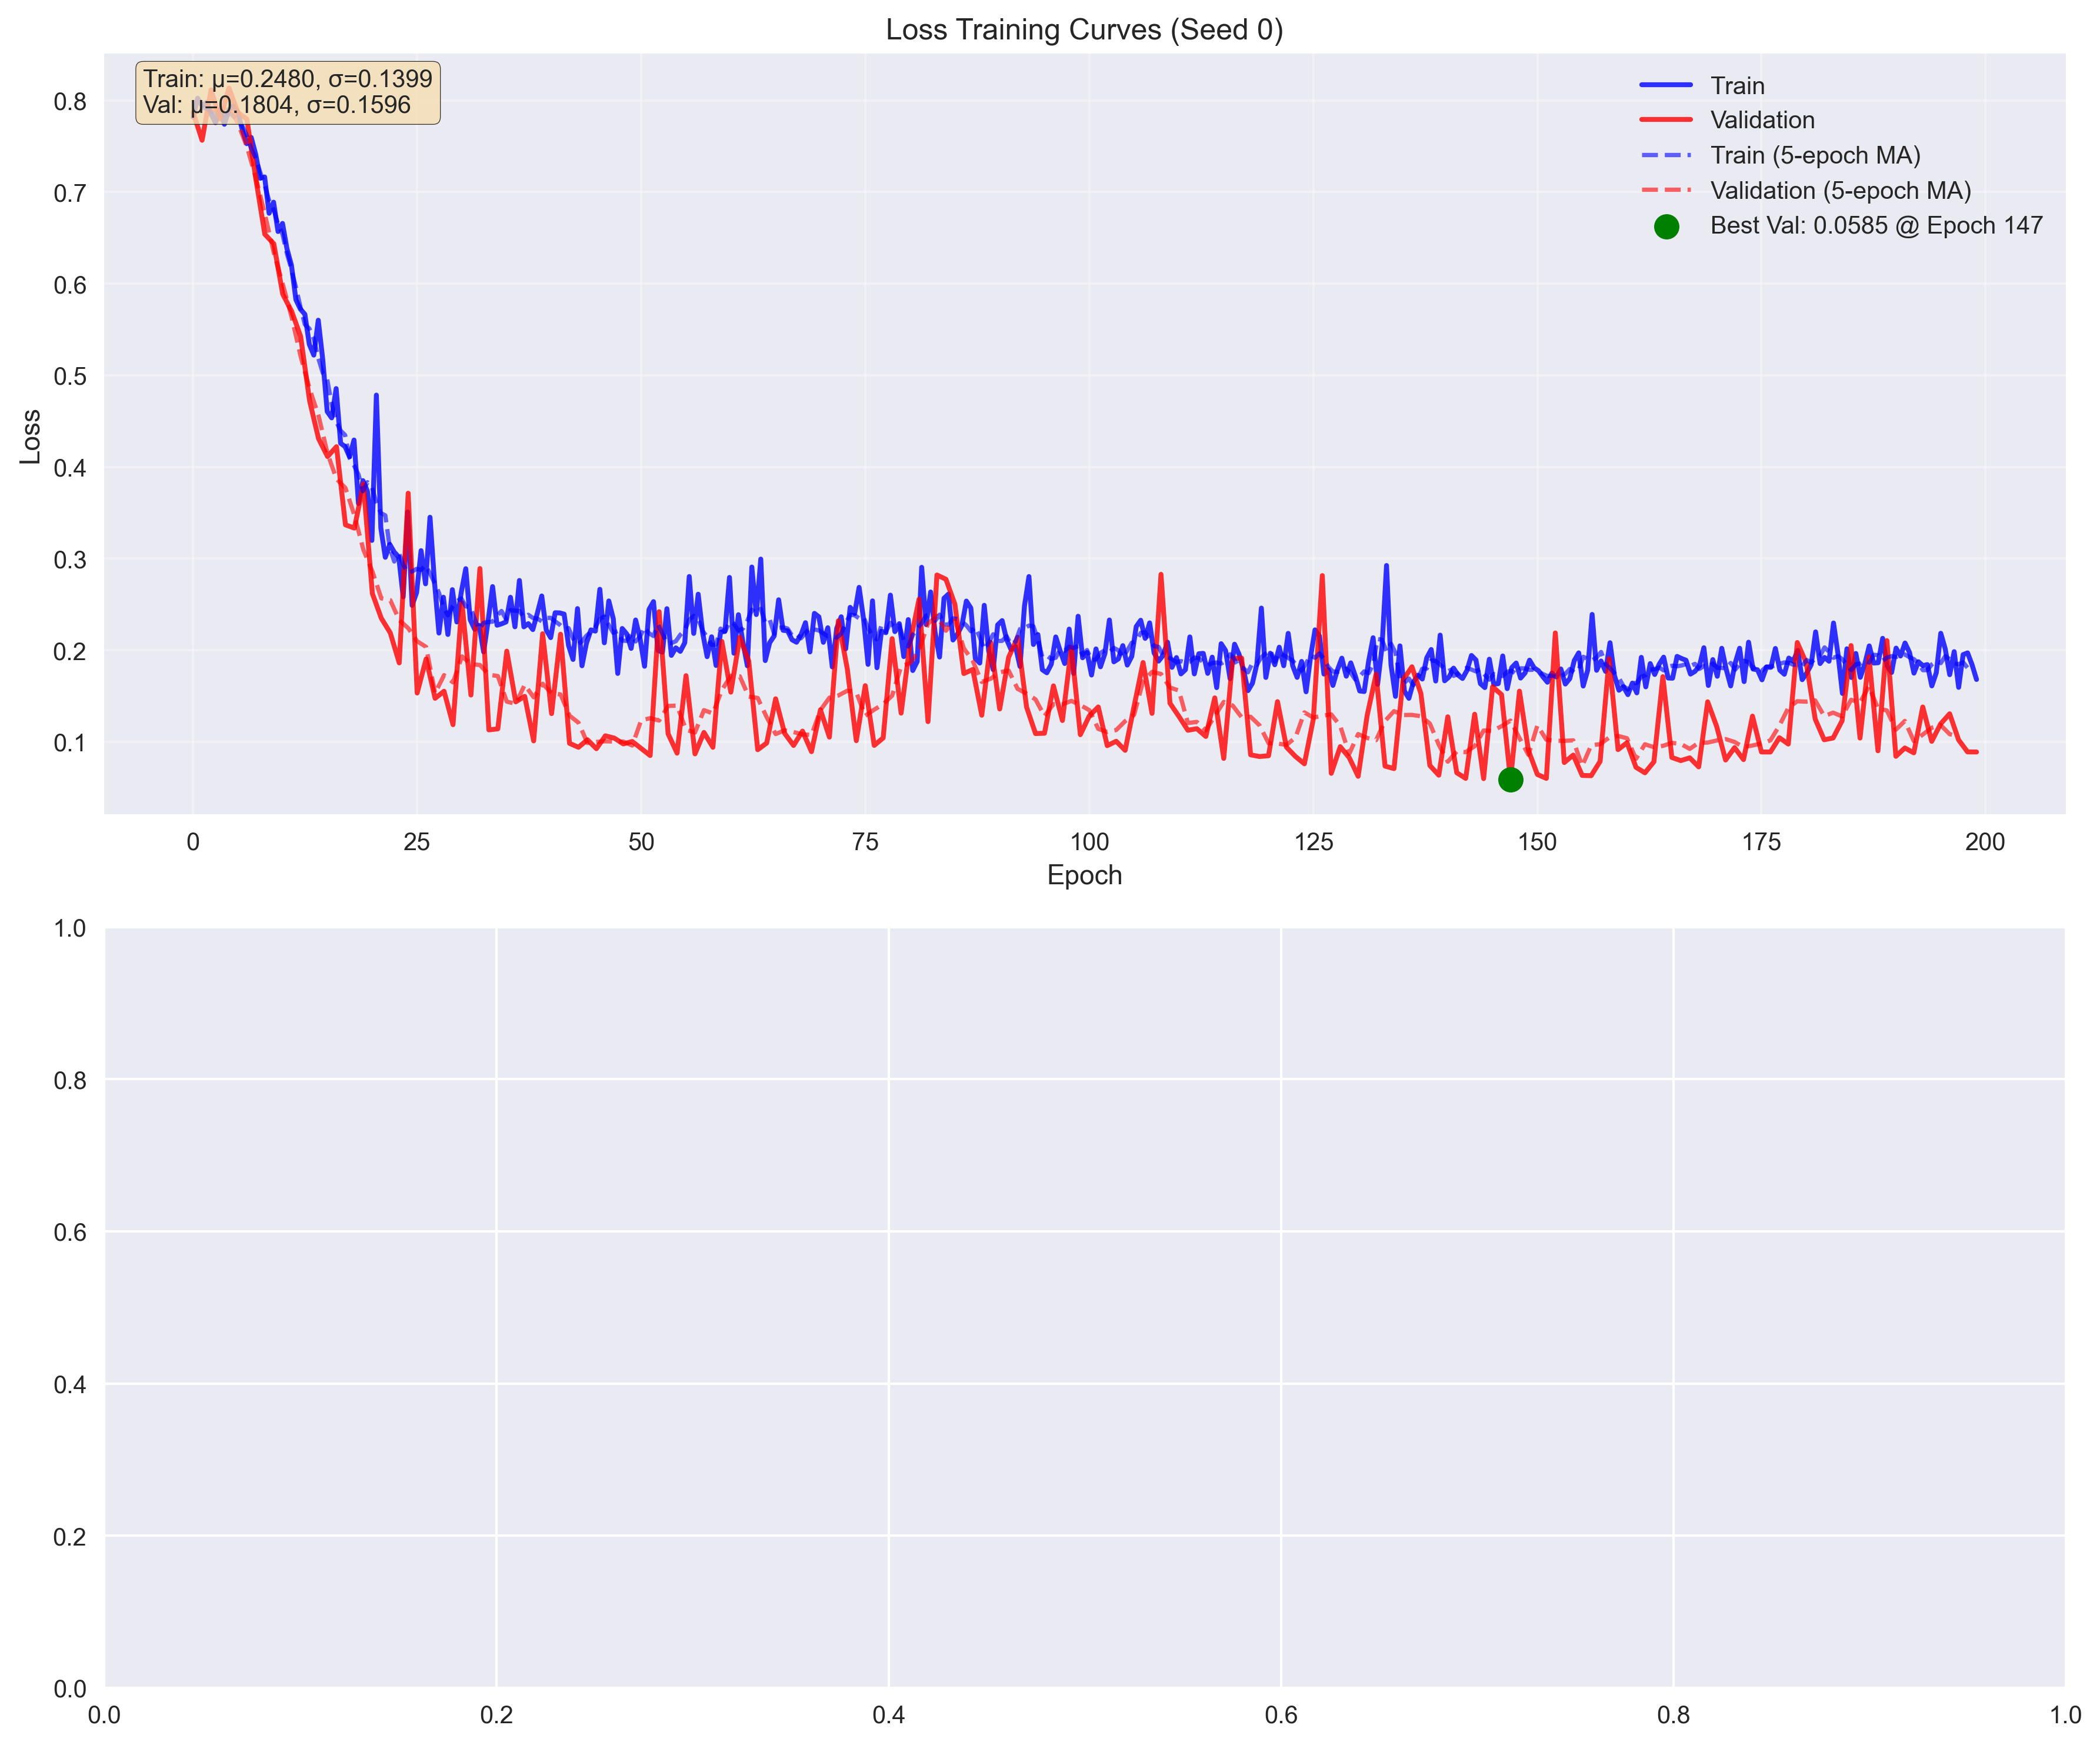 Loss Training Curves (Seed 0)
Train: μ=0.2480, σ=0.1399
Val: μ=0.1804, σ=0.1596
Train
Validation
Train (5-epoch MA)
Validation (5-epoch MA)
Best Val: 0.0585 @ Epoch 147
Loss
0.8
0.7
0.6
0.5
0.4
0.3
0.2
0.1
0 25 50 75 100 125 150 175 200
Epoch
1.0
0.8
0.6
0.4
0.2
0.0
0.0 0.2 0.4 0.6 0.8 1.0